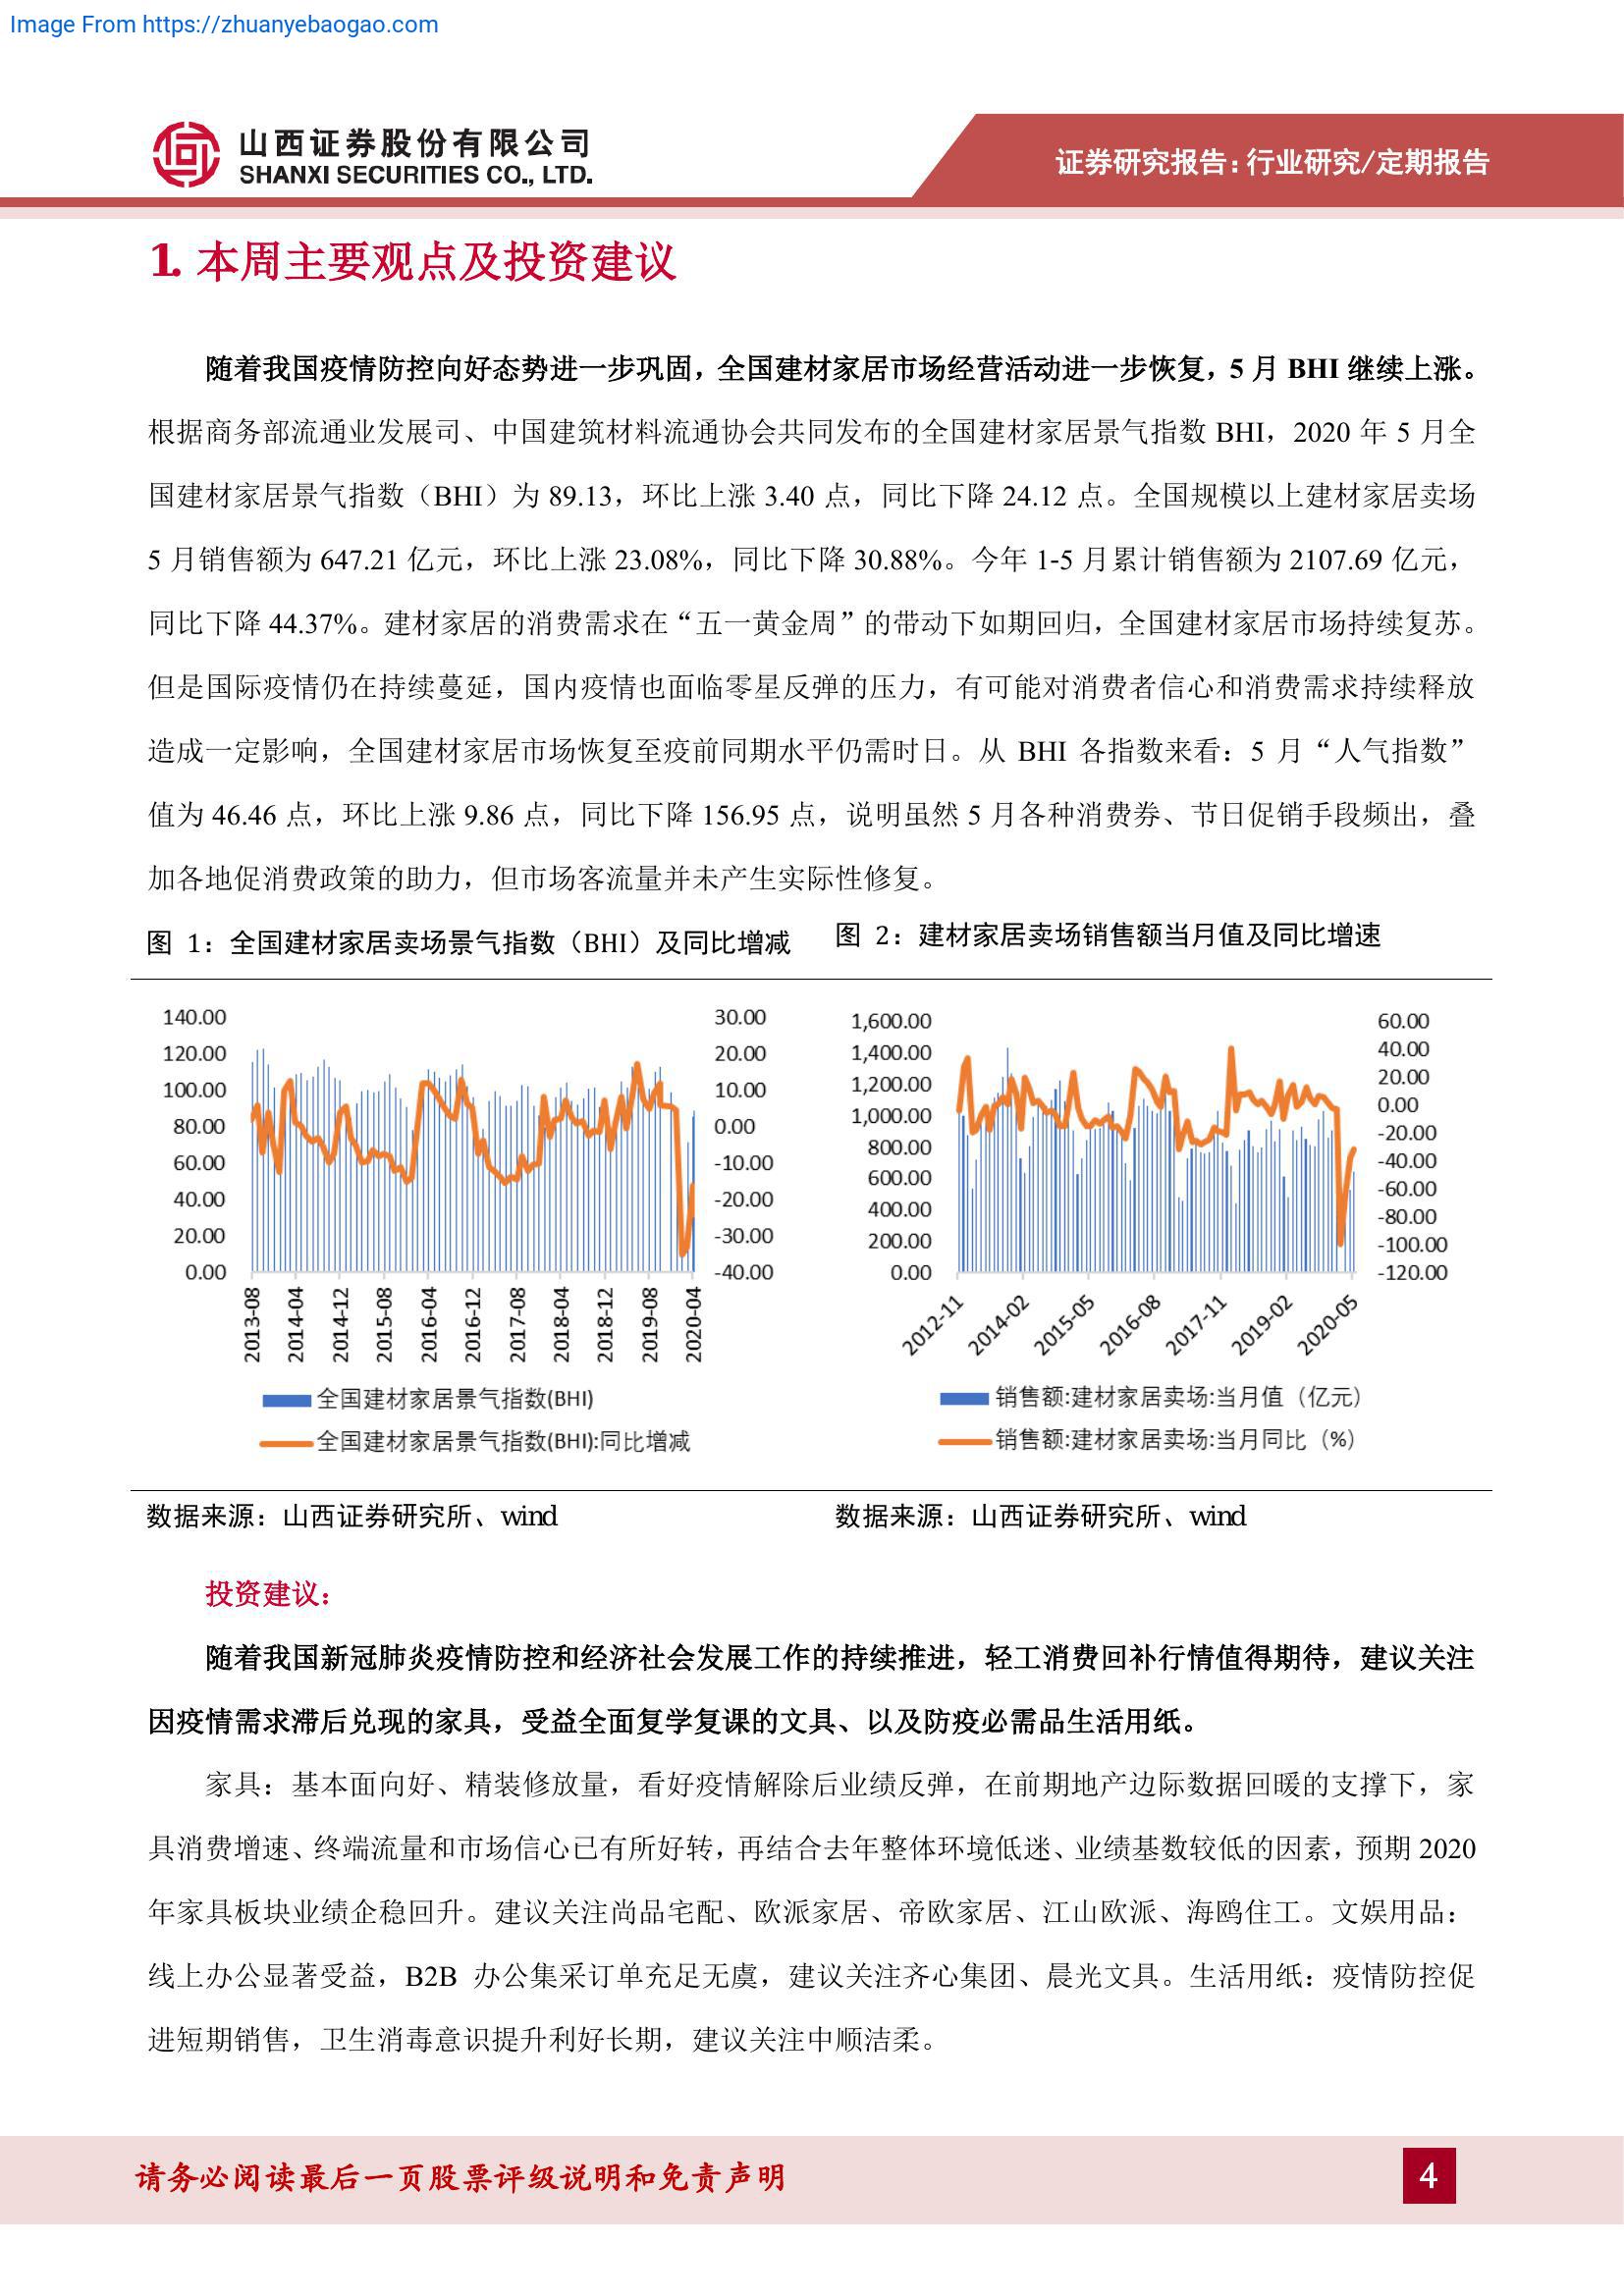 Image From https://zhuanyebaogao.com
山西证券股份有限公司
SHANXI SECURITIES CO., LTD.
证券研究报告：行业研究/定期报告
1. 本周主要观点及投资建议
随着我国疫情防控向好态势进一步巩固，全国建材家居市场经营活动进一步恢复，5 月 BHI 继续上涨。
根据商务部流通业发展司、中国建筑材料流通协会共同发布的全国建材家居景气指数 BHI，2020 年 5 月全
国建材家居景气指数（BHI）为 89.13，环比上涨 3.40 点，同比下降 24.12 点。全国规模以上建材家居卖场
5 月销售额为 647.21 亿元，环比上涨 23.08%，同比下降 30.88%。今年 1-5 月累计销售额为 2107.69 亿元，
同比下降 44.37%。建材家居的消费需求在“五一黄金周”的带动下如期回归，全国建材家居市场持续复苏。
但是国际疫情仍在持续蔓延，国内疫情也面临零星反弹的压力，有可能对消费者信心和消费需求持续释放
造成一定影响，全国建材家居市场恢复至疫前同期水平仍需时日。从 BHI 各指数来看：5 月“人气指数”
值为 46.46 点，环比上涨 9.86 点，同比下降 156.95 点，说明虽然 5 月各种消费券、节日促销手段频出，叠
加各地促消费政策的助力，但市场客流量并未产生实际性修复。
图 1：全国建材家居卖场景气指数（BHI）及同比增减
140.00
120.00
100.00
80.00
60.00
40.00
20.00
0.00
30.00
20.00
10.00
0.00
-10.00
-20.00
-30.00
-40.00
2013-08
2014-04
2014-12
2015-08
2016-04
2016-12
2017-08
2018-04
2018-12
2019-08
2020-04
全国建材家居景气指数(BHI)
全国建材家居景气指数(BHI):同比增减
数据来源：山西证券研究所、wind
图 2：建材家居卖场销售额当月值及同比增速
1,600.00
1,400.00
1,200.00
1,000.00
800.00
600.00
400.00
200.00
0.00
60.00
40.00
20.00
0.00
-20.00
-40.00
-60.00
-80.00
-100.00
-120.00
2012-11
2014-02
2015-05
2016-08
2017-11
2019-02
2020-05
销售额:建材家居卖场:当月值（亿元）
销售额:建材家居卖场:当月同比（%）
数据来源：山西证券研究所、wind
投资建议：
随着我国新冠肺炎疫情防控和经济社会发展工作的持续推进，轻工消费回补行情值得期待，建议关注
因疫情需求滞后兑现的家具，受益全面复学复课的文具、以及防疫必需品生活用纸。
家具：基本面向好、精装修放量，看好疫情解除后业绩反弹，在前期地产边际数据回暖的支撑下，家
具消费增速、终端流量和市场信心已有所好转，再结合去年整体环境低迷、业绩基数较低的因素，预期 2020
年家具板块业绩企稳回升。建议关注尚品宅配、欧派家居、帝欧家居、江山欧派、海鸥住工。文娱用品：
线上办公显著受益，B2B 办公集采订单充足无虞，建议关注齐心集团、晨光文具。生活用纸：疫情防控促
进短期销售，卫生消毒意识提升利好长期，建议关注中顺洁柔。
请务必阅读最后一页股票评级说明和免责声明
4